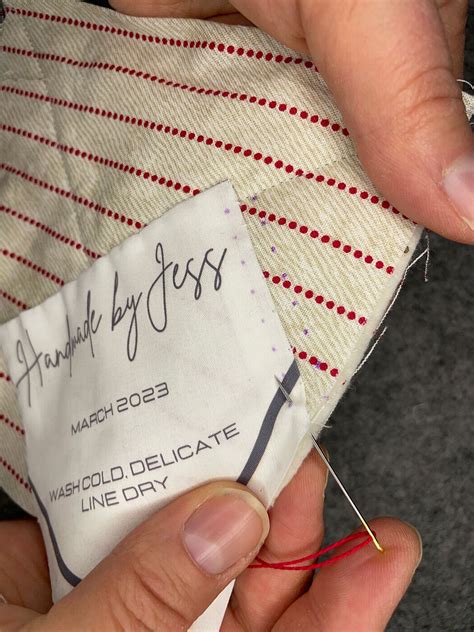 Handmade by Jess
MARCH 2023
WASH COLD, DELICATE
LINE DRY